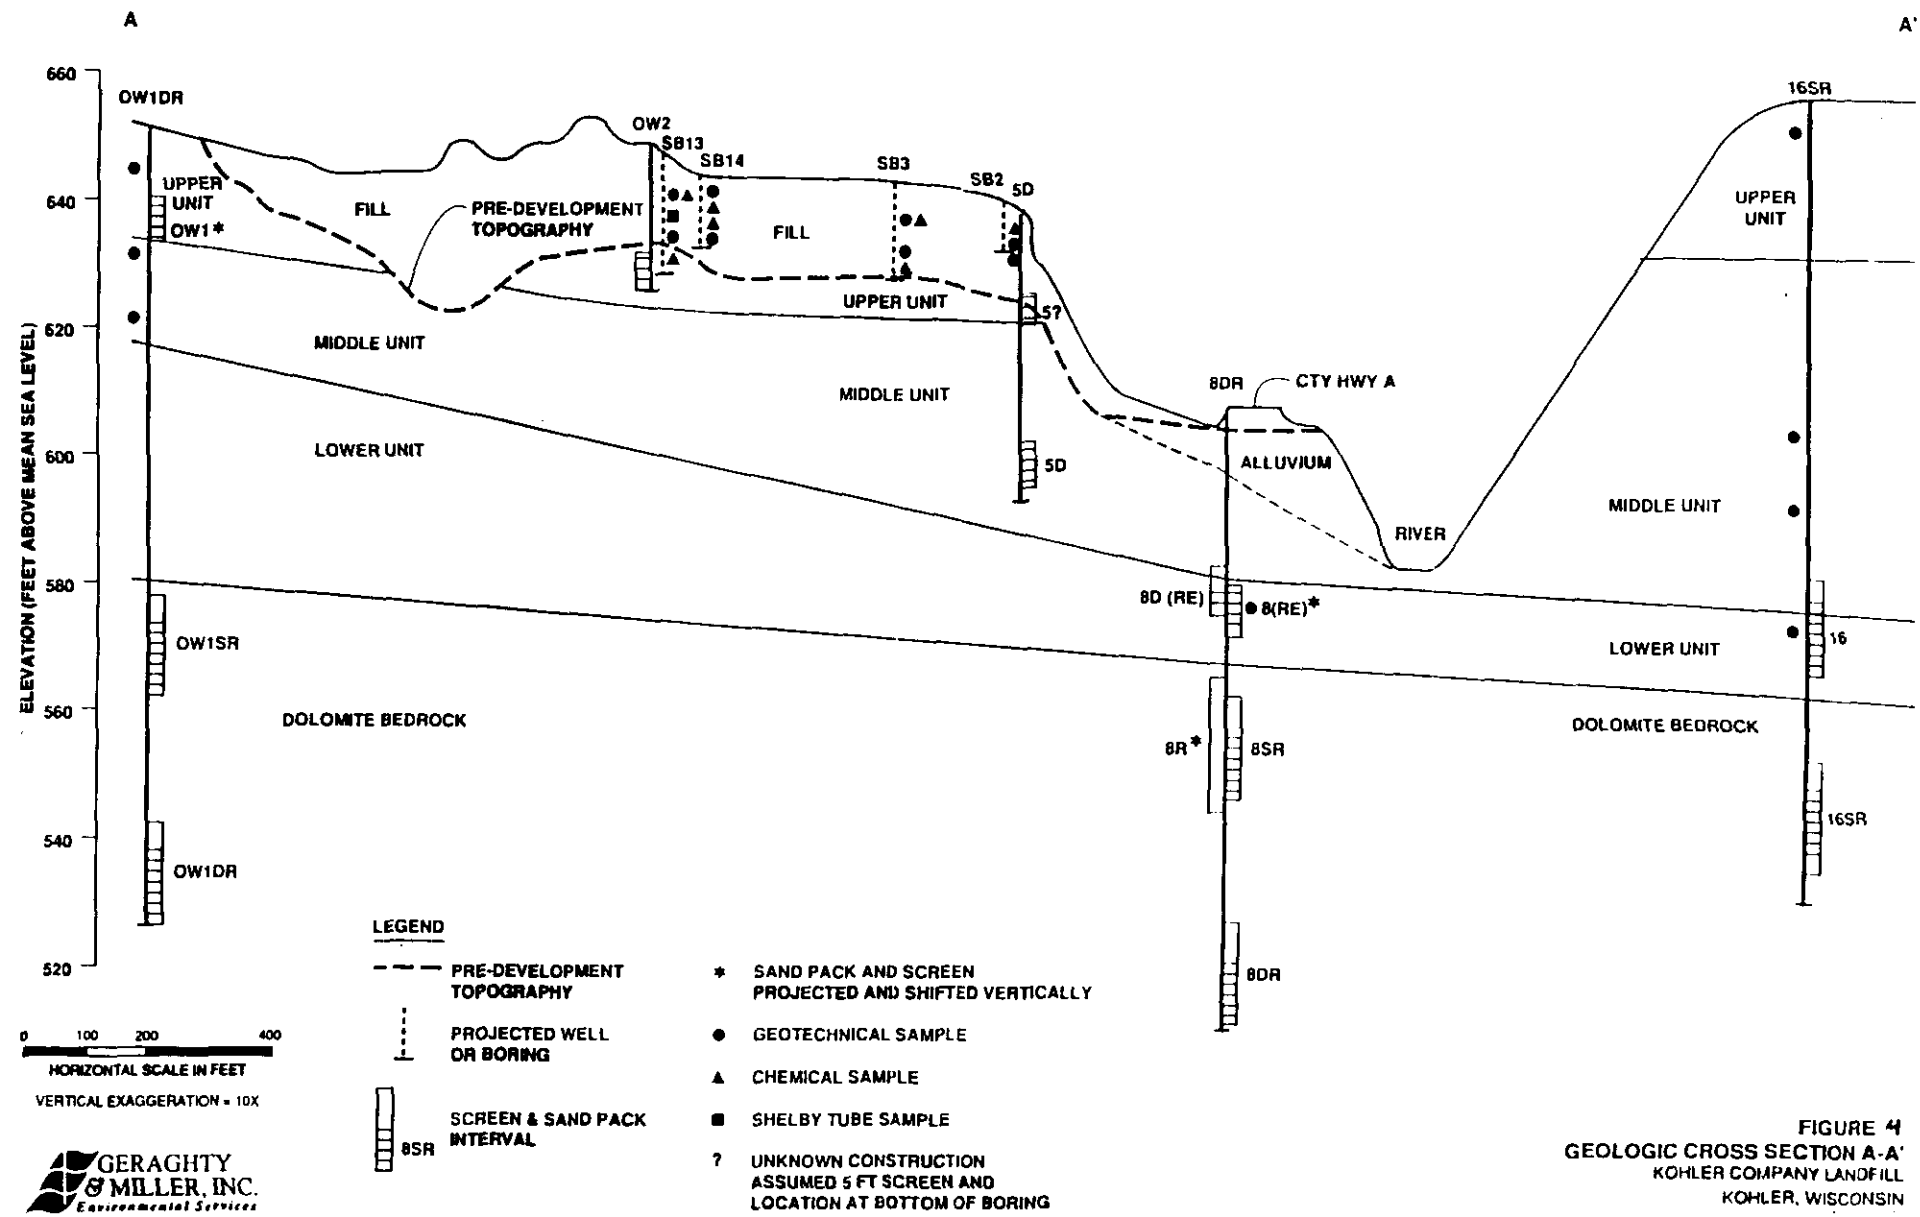 A
A'
660
640
620
600
580
560
540
520
ELEVATION (FEET ABOVE MEAN SEA LEVEL)
OW1DR
UPPER
UNIT
OW1*
FILL
PRE-DEVELOPMENT
TOPOGRAPHY
OW2
SB13
SB14
SB3
SB2
5D
FILL
UPPER UNIT
5?
MIDDLE UNIT
MIDDLE UNIT
LOWER UNIT
5D
8DR
CTY HWY A
ALLUVIUM
RIVER
16SR
UPPER
UNIT
MIDDLE UNIT
8D (RE)
8(RE)*
LOWER UNIT
16
OW1SR
DOLOMITE BEDROCK
8R*
8SR
DOLOMITE BEDROCK
16SR
OW1DR
8DR
LEGEND
PRE-DEVELOPMENT
TOPOGRAPHY
PROJECTED WELL
OR BORING
8SR
SCREEN & SAND PACK
INTERVAL
* SAND PACK AND SCREEN
PROJECTED AND SHIFTED VERTICALLY
GEOTECHNICAL SAMPLE
CHEMICAL SAMPLE
SHELBY TUBE SAMPLE
? UNKNOWN CONSTRUCTION
ASSUMED 5 FT SCREEN AND
LOCATION AT BOTTOM OF BORING
0 100 200 400
HORIZONTAL SCALE IN FEET
VERTICAL EXAGGERATION = 10X
GERAGHTY
& MILLER, INC.
Environmental Services
FIGURE 4
GEOLOGIC CROSS SECTION A-A'
KOHLER COMPANY LANDFILL
KOHLER, WISCONSIN